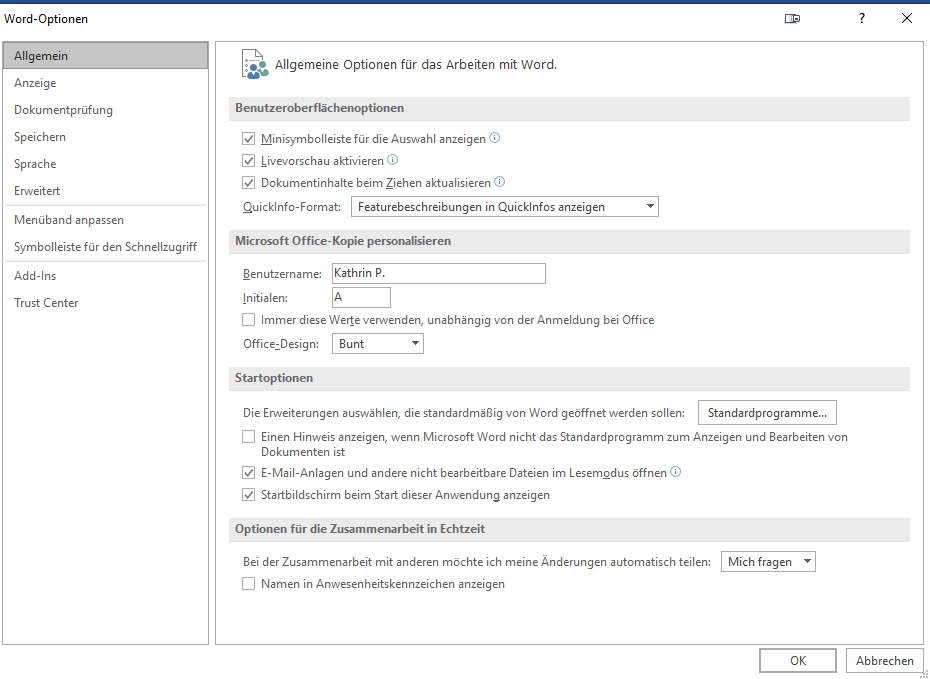 Word-Optionen
?
Allgemein
Anzeige
Dokumentprüfung
Speichern
Sprache
Erweitert
Menüband anpassen
Symbolleiste für den Schnellzugriff
Add-Ins
Trust Center
Allgemeine Optionen für das Arbeiten mit Word.
Benutzeroberflächenoptionen
Minisymbolleiste für die Auswahl anzeigen
Livevorschau aktivieren
Dokumentinhalte beim Ziehen aktualisieren
QuickInfo-Format: Featurebeschreibungen in QuickInfos anzeigen
Microsoft Office-Kopie personalisieren
Benutzername: Kathrin P.
Initialen: A
Immer diese Werte verwenden, unabhängig von der Anmeldung bei Office
Office-Design: Bunt
Startoptionen
Die Erweiterungen auswählen, die standardmäßig von Word geöffnet werden sollen: Standardprogramme...
Einen Hinweis anzeigen, wenn Microsoft Word nicht das Standardprogramm zum Anzeigen und Bearbeiten von
Dokumenten ist
E-Mail-Anlagen und andere nicht bearbeitbare Dateien im Lesemodus öffnen
Startbildschirm beim Start dieser Anwendung anzeigen
Optionen für die Zusammenarbeit in Echtzeit
Bei der Zusammenarbeit mit anderen möchte ich meine Änderungen automatisch teilen: Mich fragen
Namen in Anwesenheitskennzeichen anzeigen
OK Abbrechen